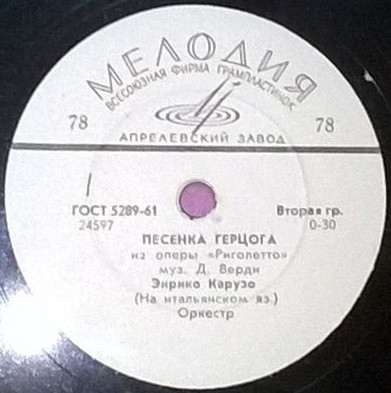 МЕЛОДИЯ
ВСЕСОЮЗНАЯ ФИРМА ГРАМПЛАСТИНОК
78 78
АПРЕЛЕВСКИЙ ЗАВОД
ГОСТ 5289-61 Вторая гр.
24597 0-30
ПЕСЕНКА ГЕРЦОГА
из оперы «Риголетто»
муз. Д. Верди
Энрико Карузо
(На итальянском яз.)
Оркестр